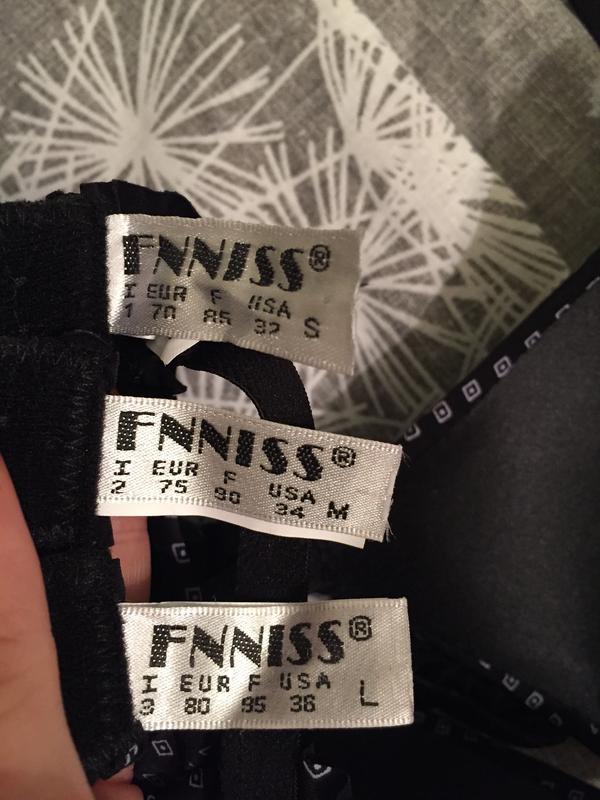 FNNISS®
I EUR F USA
1 70 85 32 S
FNNISS®
I EUR F USA
2 75 90 34 M
FNNISS®
I EUR F USA
3 80 95 36 L